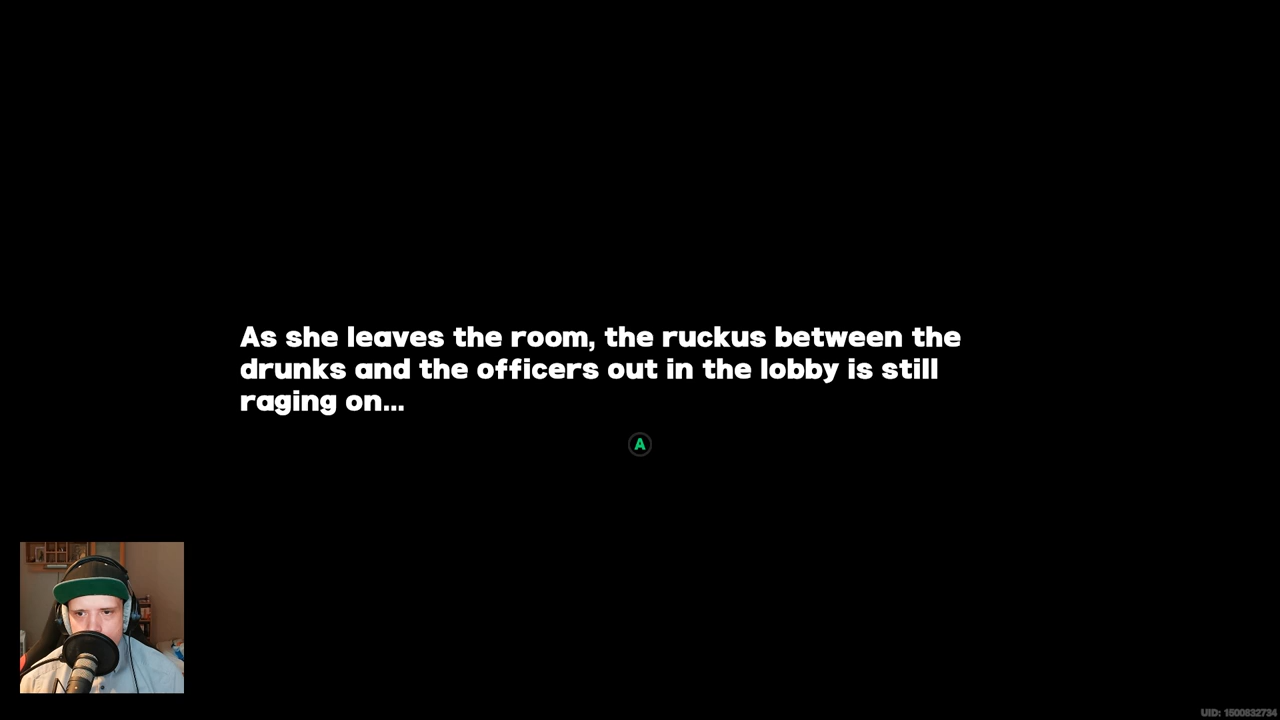 As she leaves the room, the ruckus between the
drunks and the officers out in the lobby is still
raging on...
A
UID: 1500832734